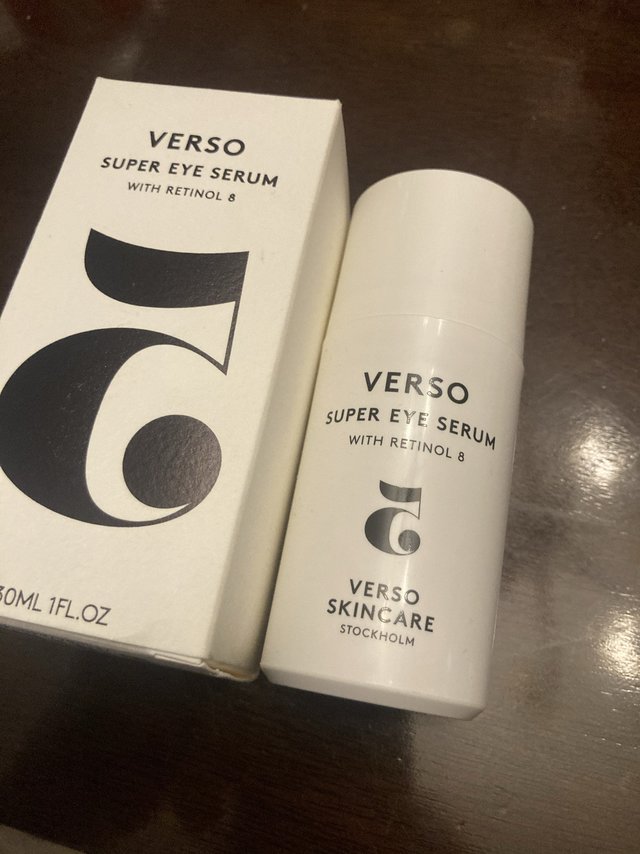 VERSO
SUPER EYE SERUM
WITH RETINOL 8
5
30ML 1FL.OZ
VERSO
SUPER EYE SERUM
WITH RETINOL 8
5
VERSO
SKINCARE
STOCKHOLM